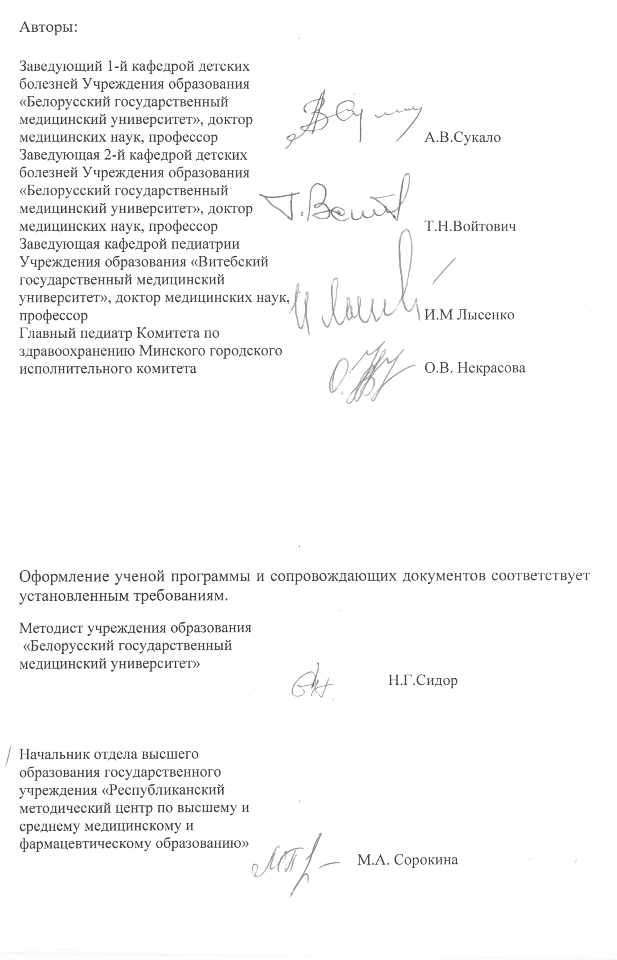 Авторы:
Заведующий 1-й кафедрой детских
болезней Учреждения образования
«Белорусский государственный
медицинский университет», доктор
медицинских наук, профессор
А.В.Сукало
Заведующая 2-й кафедрой детских
болезней Учреждения образования
«Белорусский государственный
медицинский университет», доктор
медицинских наук, профессор
Т.Н.Войтович
Заведующая кафедрой педиатрии
Учреждения образования «Витебский
государственный медицинский
университет», доктор медицинских наук,
профессор
И.М Лысенко
Главный педиатр Комитета по
здравоохранению Минского городского
исполнительного комитета
О.В. Некрасова
Оформление ученой программы и сопровождающих документов соответствует
установленным требованиям.
Методист учреждения образования
«Белорусский государственный
медицинский университет»
Н.Г.Сидор
Начальник отдела высшего
образования государственного
учреждения «Республиканский
методический центр по высшему и
среднему медицинскому и
фармацевтическому образованию»
М.А. Сорокина